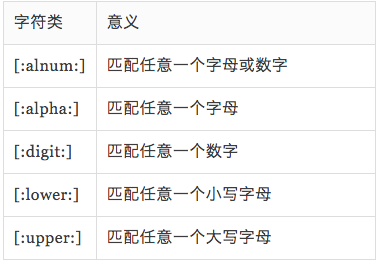 字符类 意义
[:alnum:] 匹配任意一个字母或数字
[:alpha:] 匹配任意一个字母
[:digit:] 匹配任意一个数字
[:lower:] 匹配任意一个小写字母
[:upper:] 匹配任意一个大写字母